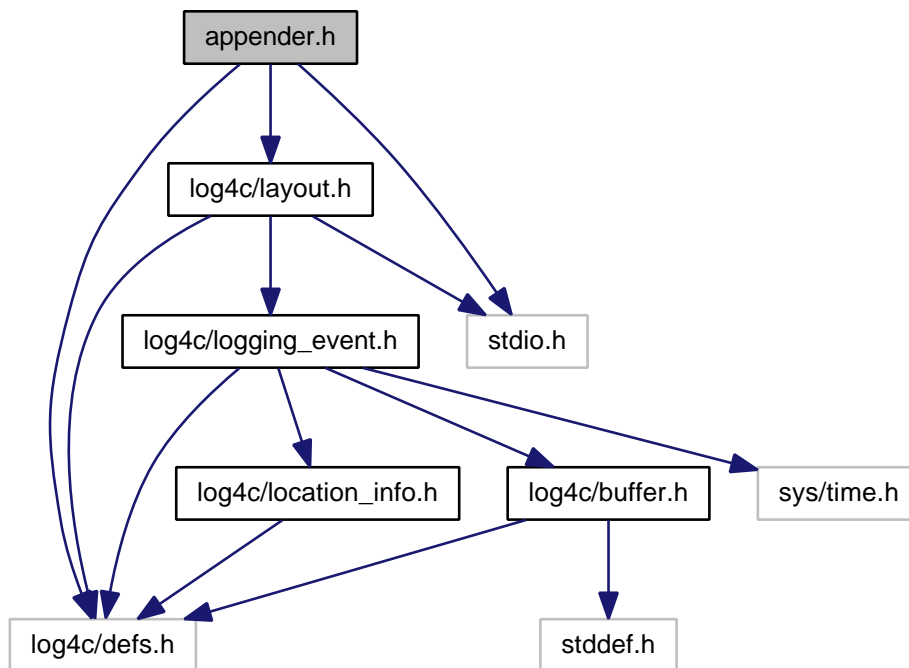 appender.h
log4c/layout.h
log4c/logging_event.h
stdio.h
log4c/location_info.h
log4c/buffer.h
sys/time.h
log4c/defs.h
stddef.h